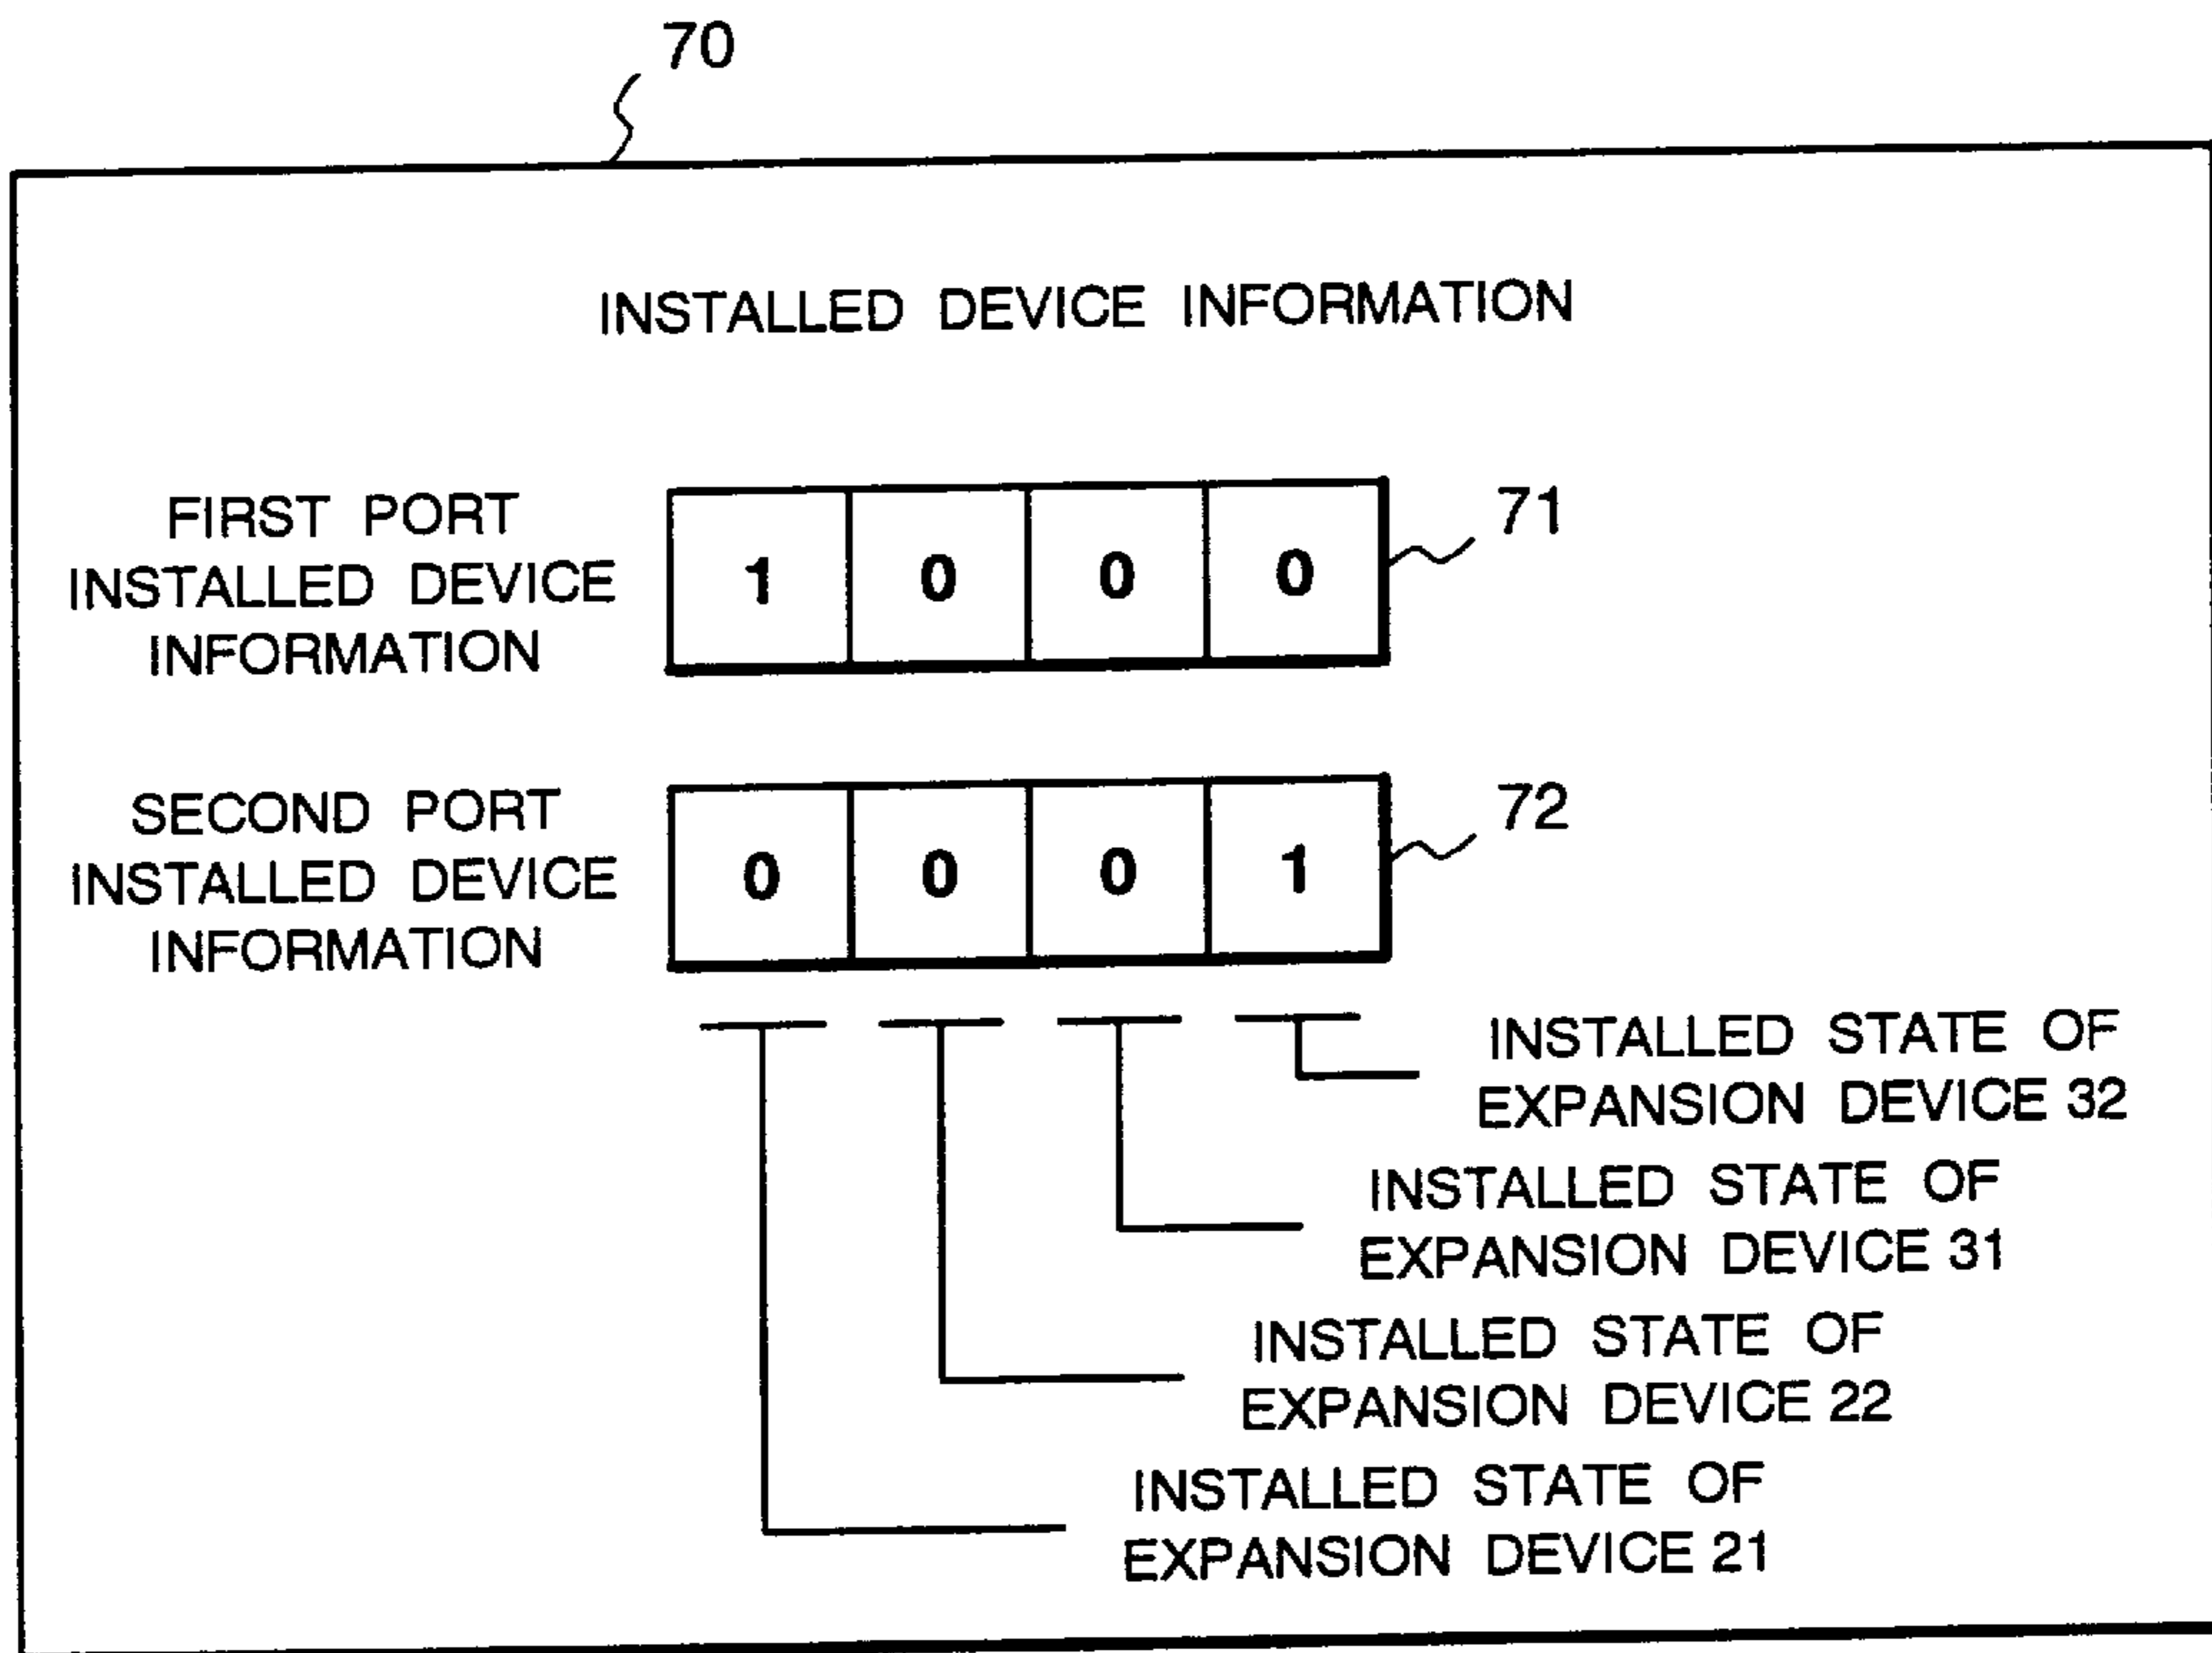 70
INSTALLED DEVICE INFORMATION
FIRST PORT
INSTALLED DEVICE
INFORMATION
1 0 0 0
71
SECOND PORT
INSTALLED DEVICE
INFORMATION
0 0 0 1
72
INSTALLED STATE OF
EXPANSION DEVICE 32
INSTALLED STATE OF
EXPANSION DEVICE 31
INSTALLED STATE OF
EXPANSION DEVICE 22
INSTALLED STATE OF
EXPANSION DEVICE 21